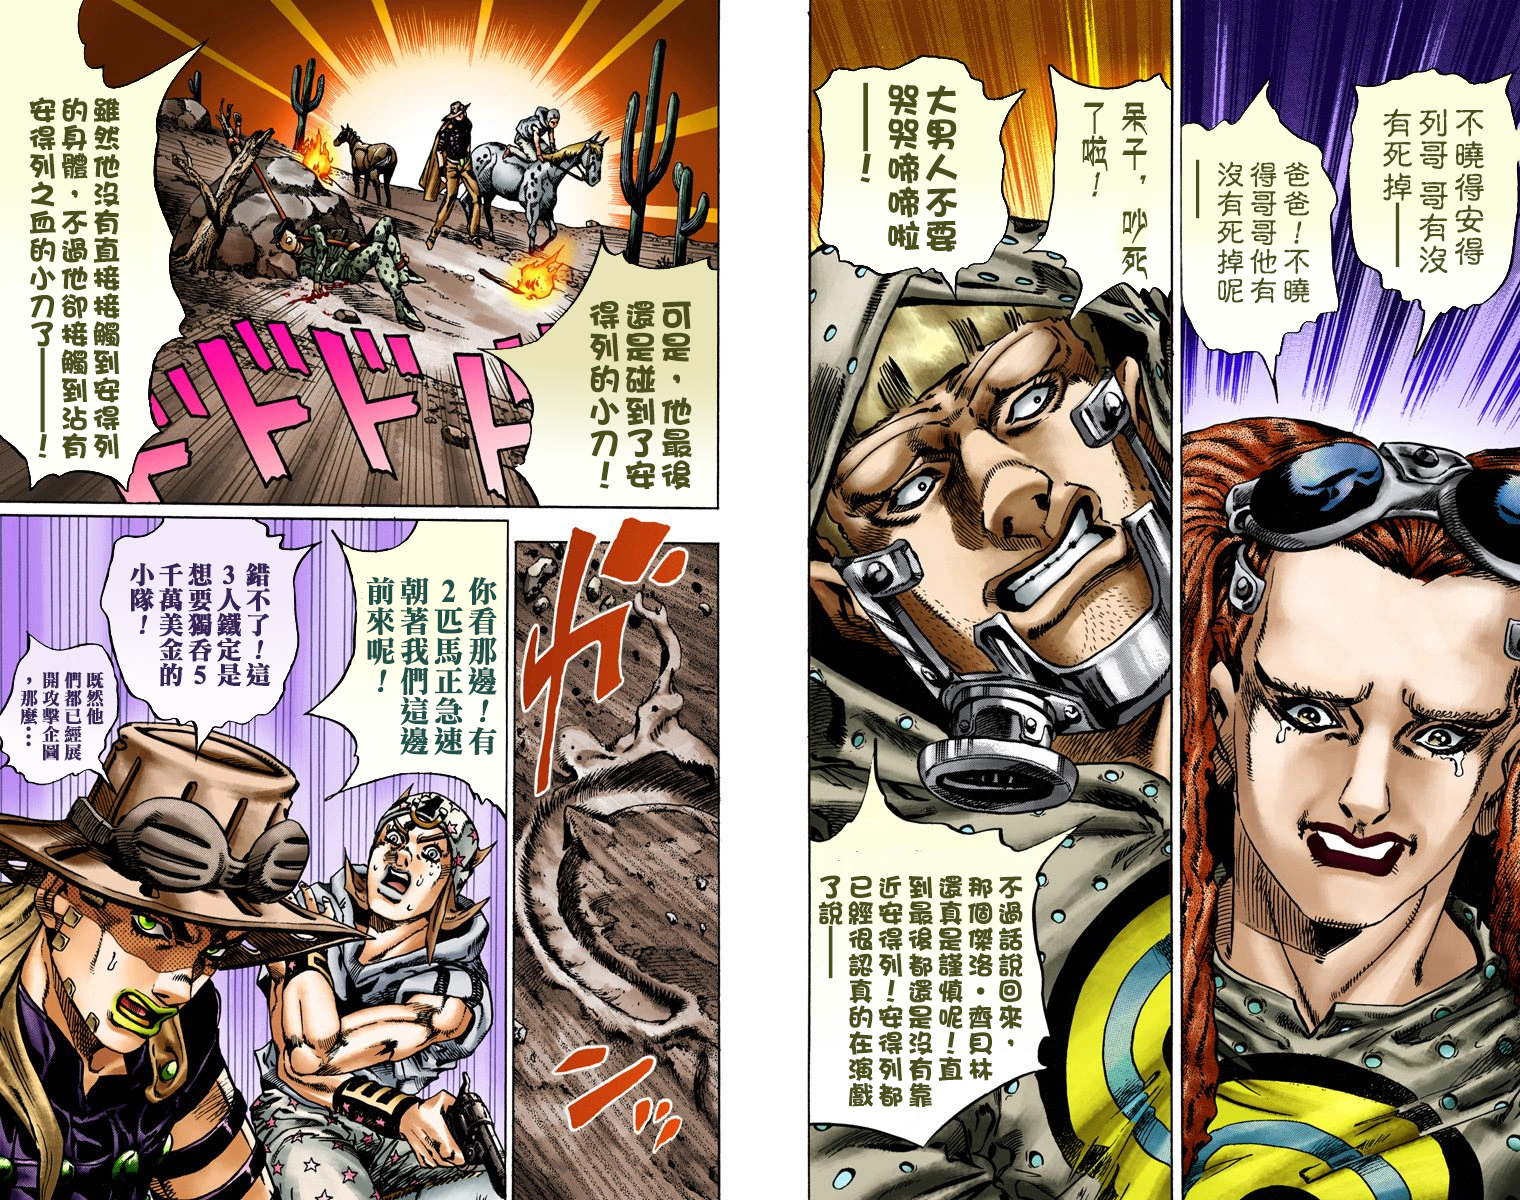 不曉得安得
列哥 哥有沒
有死掉——
爸爸！不曉
得哥哥他有
沒有死掉呢
——
呆子，吵死
了啦！
大男人不要
哭哭啼啼啦
——！
不過話說回來，
那個傑洛·齊貝林
還真是謹慎呢！直
到最後都還是沒有靠
近安得列！安得列都
已經很認真的在演戲
了說——
可是，他最後
還是碰到了安
得列的小刀！
雖然他沒有直接接觸到安得列
的身體，不過他卻接觸到沾有
安得列之血的小刀了——！
ドドドド
ド
ドッ
你看那邊！有
２匹馬正急速
朝著我們這邊
前來呢！
錯不了！這
3人鐵定是
想要獨吞5
千萬美金的
小隊！
既然他
們都已經展
開攻擊企圖
，那麼…